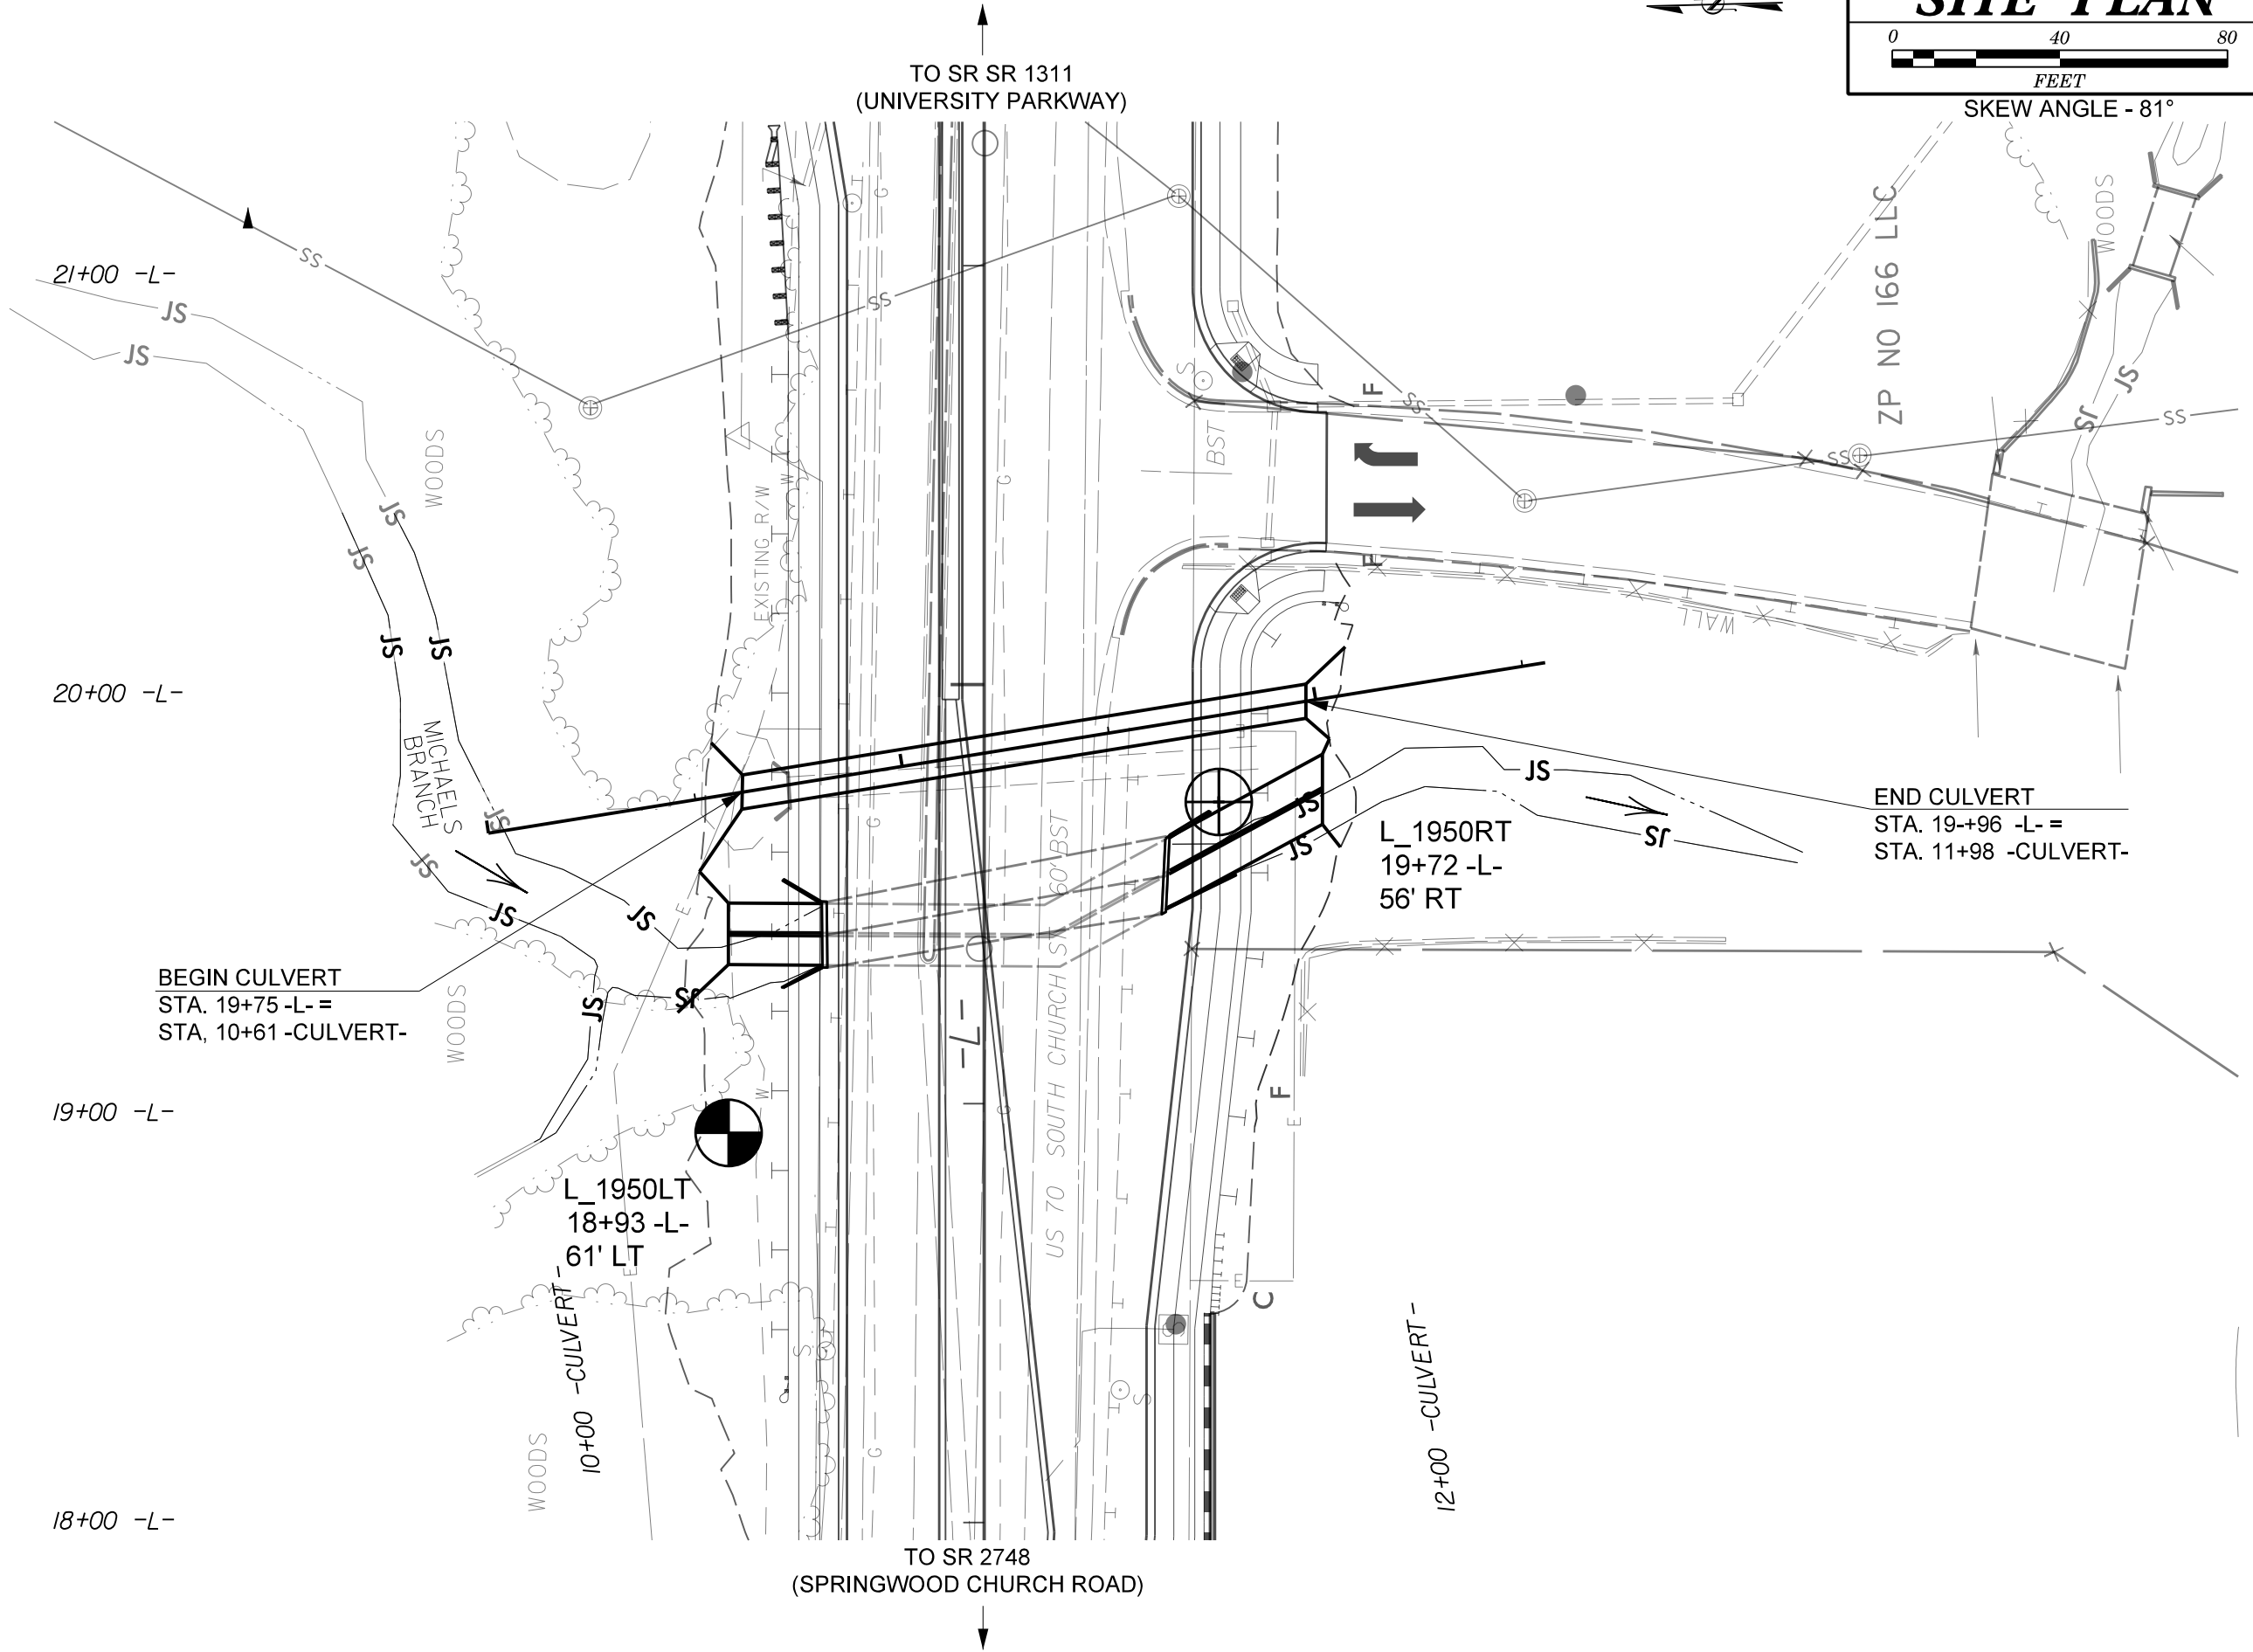 SITE PLAN
0 40 80
FEET
SKEW ANGLE - 81°
TO SR SR 1311
(UNIVERSITY PARKWAY)
21+00 -L-
SS
JS
JS
SS
G
W
S
BST
F
SS
ZP NO 166 LLC
WOODS
JS
JS
SS
SS
WOODS
JS
JS
EXISTING R/W
G
F
WALL
JS
JS
20+00 -L-
MICHAELS
BRANCH
JS
JS
JS
JS
JS
JS
JS
JS
JS
JS
JS
E
G
US 70 SOUTH CHURCH ST 60' BST
L_1950RT
19+72 -L-
56' RT
END CULVERT
STA. 19-+96 -L- =
STA. 11+98 -CULVERT-
BEGIN CULVERT
STA. 19+75 -L- =
STA, 10+61 -CULVERT-
WOODS
-L-
W
G
F
E
19+00 -L-
L_1950LT
18+93 -L-
61' LT
E
E
C
10+00 -CULVERT-
12+00 -CULVERT-
S
S
G
WOODS
18+00 -L-
TO SR 2748
(SPRINGWOOD CHURCH ROAD)